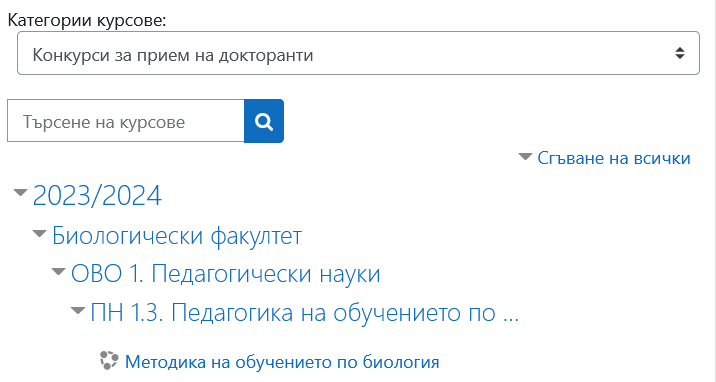 Категории курсове:
Конкурси за прием на докторанти
Търсене на курсове
Сгъване на всички
2023/2024
Биологически факултет
ОВО 1. Педагогически науки
ПН 1.3. Педагогика на обучението по ...
Методика на обучението по биология